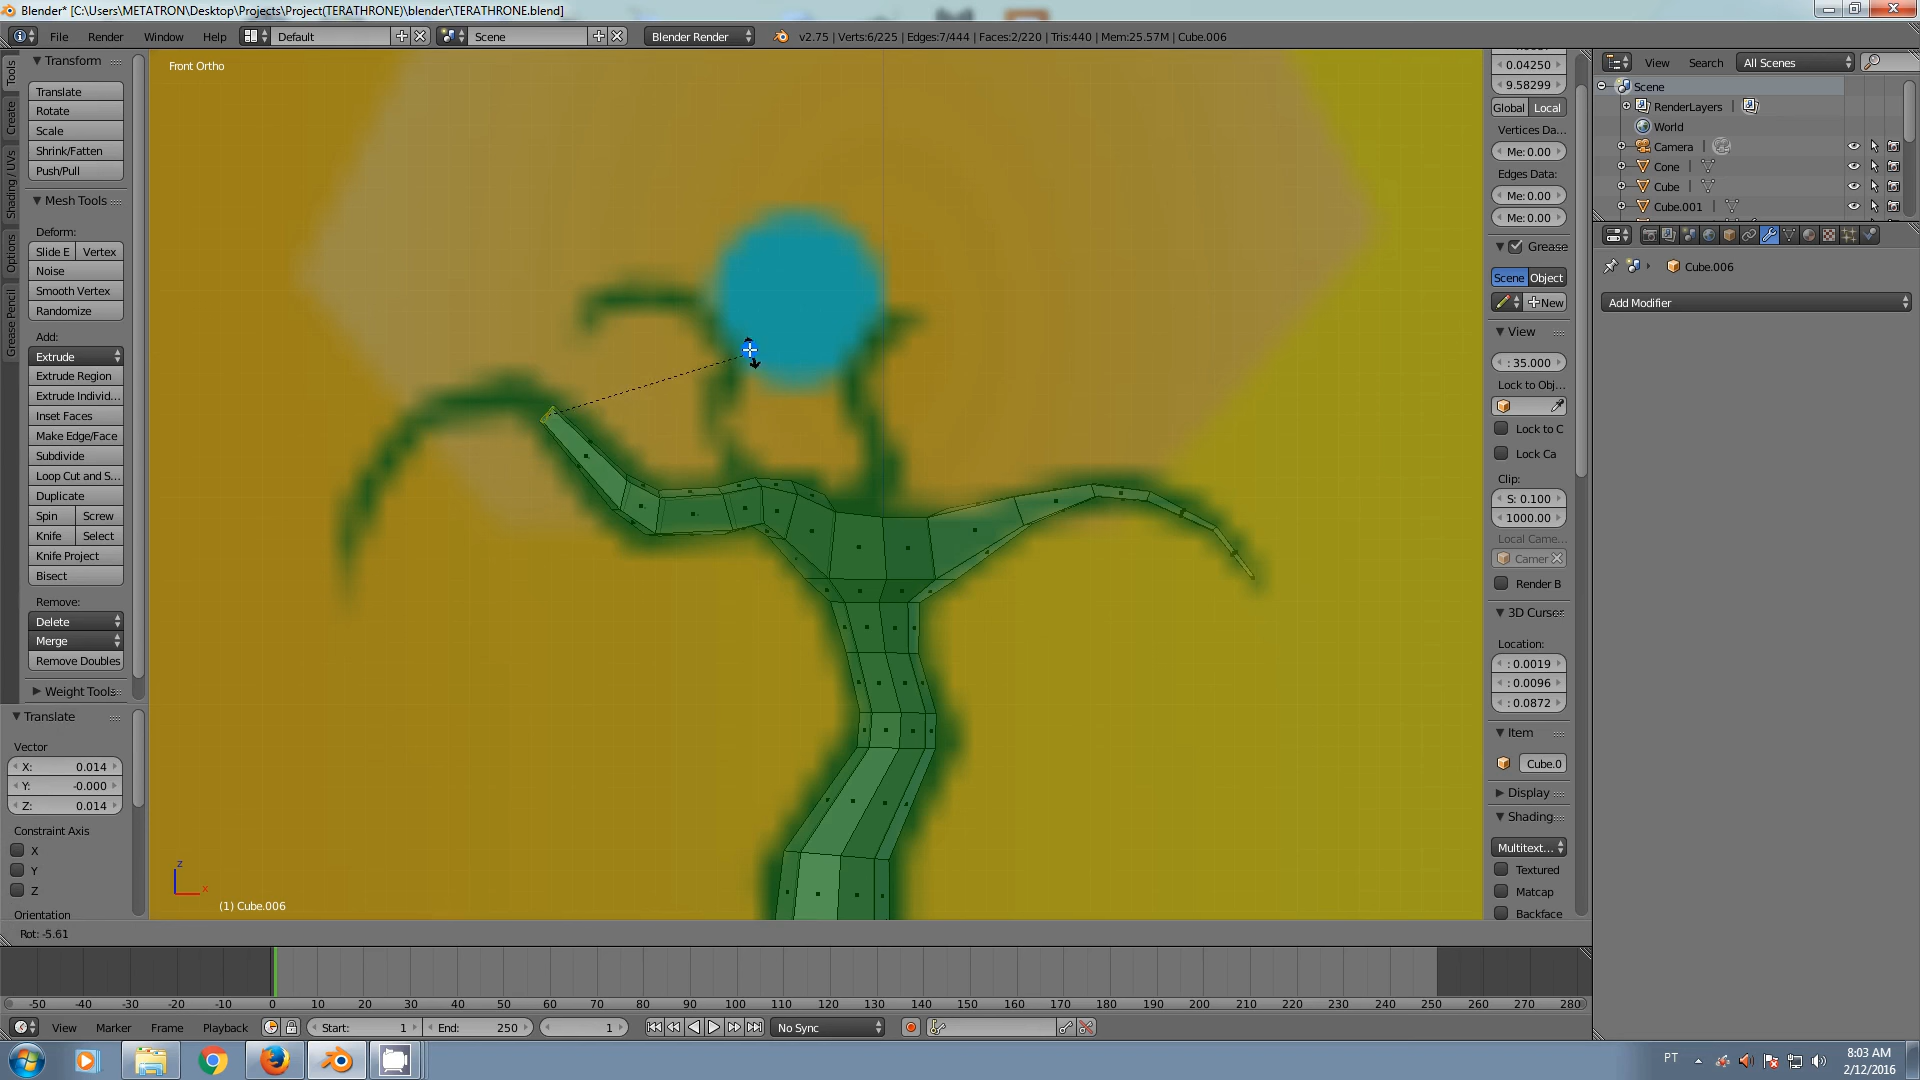 Blender* [C:\Users\METATRON\Desktop\Projects\Project(TERATHRONE)\blender\TERATHRONE.blend]
File Render Window Help Default Scene Blender Render v2.75 | Verts:6/225 | Edges:7/444 | Faces:2/220 | Tris:440 | Mem:25.57M | Cube.006
Tools
Create
Shading / UVs
Options
Grease Pencil
Transform
Translate
Rotate
Scale
Shrink/Fatten
Push/Pull
Mesh Tools
Deform:
Slide E Vertex
Noise
Smooth Vertex
Randomize
Add:
Extrude
Extrude Region
Extrude Individ...
Inset Faces
Make Edge/Face
Subdivide
Loop Cut and S...
Duplicate
Spin Screw
Knife Select
Knife Project
Bisect
Remove:
Delete
Merge
Remove Doubles
Weight Tools
Translate
Vector
X: 0.014
Y: -0.000
Z: 0.014
Constraint Axis
X
Y
Z
Orientation
Front Ortho
z
x
(1) Cube.006
Rot: -5.61
0.04250
9.58299
Global Local
Vertices Da...
Me: 0.00
Edges Data:
Me: 0.00
Me: 0.00
Grease
Scene Object
New
View
: 35.000
Lock to Obj...
Lock to C
Lock Ca
Clip:
S: 0.100
1000.00
Local Came...
Camer
Render B
3D Curso
Location:
: 0.0019
: 0.0096
: 0.0872
Item
Cube.0
Display
Shading
Multitext...
Textured
Matcap
Backface
View Search All Scenes
Scene
RenderLayers
World
Camera
Cone
Cube
Cube.001
Cube.006
Add Modifier
-50 -40 -30 -20 -10 0 10 20 30 40 50 60 70 80 90 100 110 120 130 140 150 160 170 180 190 200 210 220 230 240 250 260 270 280
View Marker Frame Playback Start: 1 End: 250 1 No Sync
PT
8:03 AM
2/12/2016